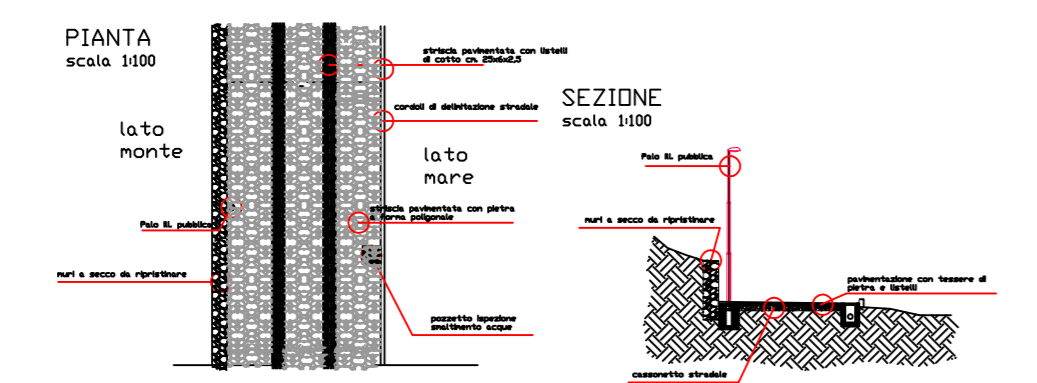 PIANTA
scala 1:100
striscia pavimentata con listelli
di cotto cm. 25x6x2,5
cordoli di delimitazione stradale
lato
monte
lato
mare
striscia pavimentata con pietra
a forma poligonale
Palo ill. pubblica
muri a secco da ripristinare
pozzetto ispezione
smaltimento acque
SEZIONE
scala 1:100
Palo ill. pubblica
muri a secco da ripristinare
pavimentazione con tessere di
pietra e listelli
cassonetto stradale